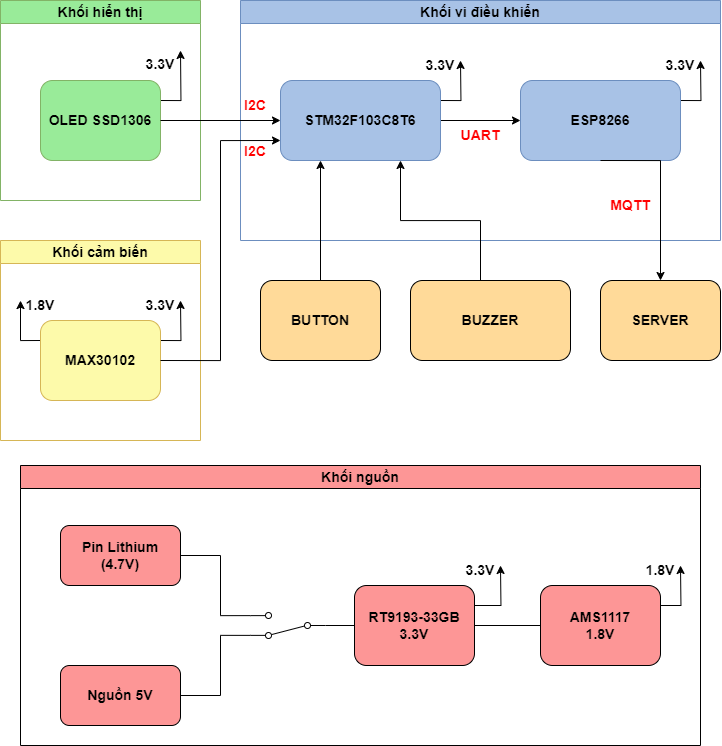 Khối hiển thị
3.3V
OLED SSD1306
Khối vi điều khiển
I2C
I2C
3.3V
STM32F103C8T6
UART
3.3V
ESP8266
MQTT
Khối cảm biến
1.8V
3.3V
MAX30102
BUTTON
BUZZER
SERVER
Khối nguồn
Pin Lithium
(4.7V)
Nguồn 5V
3.3V
RT9193-33GB
3.3V
1.8V
AMS1117
1.8V